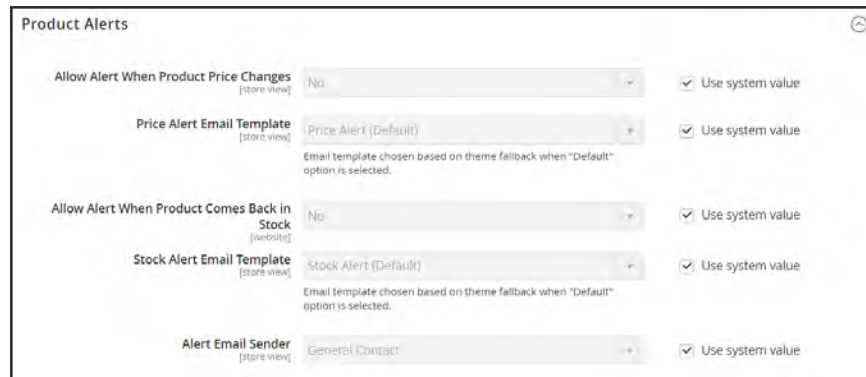 Product Alerts
Allow Alert When Product Price Changes
[store view]
No
Use system value
Price Alert Email Template
[store view]
Price Alert (Default)
Use system value
Email template chosen based on theme fallback when "Default"
option is selected.
Allow Alert When Product Comes Back in
Stock
[website]
No
Use system value
Stock Alert Email Template
[store view]
Stock Alert (Default)
Use system value
Email template chosen based on theme fallback when "Default"
option is selected.
Alert Email Sender
[store view]
General Contact
Use system value